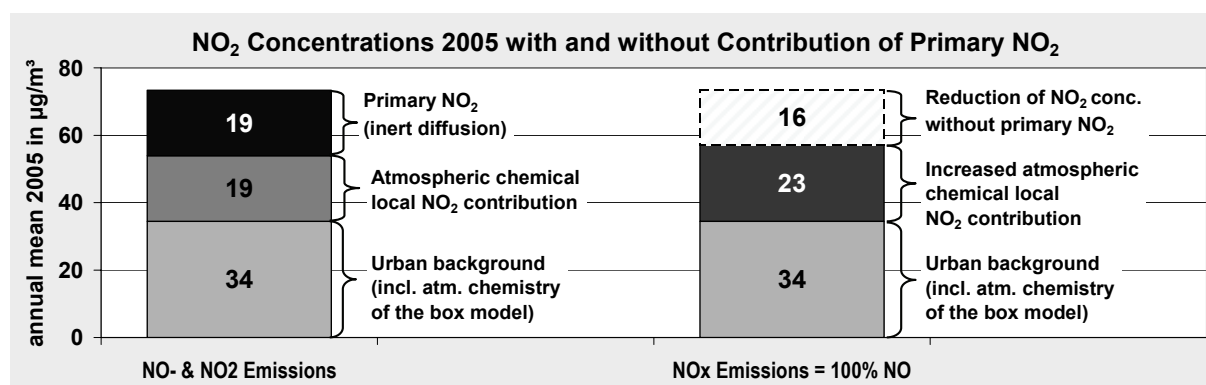 NO₂ Concentrations 2005 with and without Contribution of Primary NO₂
annual mean 2005 in µg/m³
80
60
40
20
0
19
19
34
Primary NO₂
(inert diffusion)
Atmospheric chemical
local NO₂ contribution
Urban background
(incl. atm. chemistry
of the box model)
16
23
34
Reduction of NO₂ conc.
without primary NO₂
Increased atmospheric
chemical local
NO₂ contribution
Urban background
(incl. atm. chemistry
of the box model)
NO- & NO2 Emissions
NOx Emissions = 100% NO